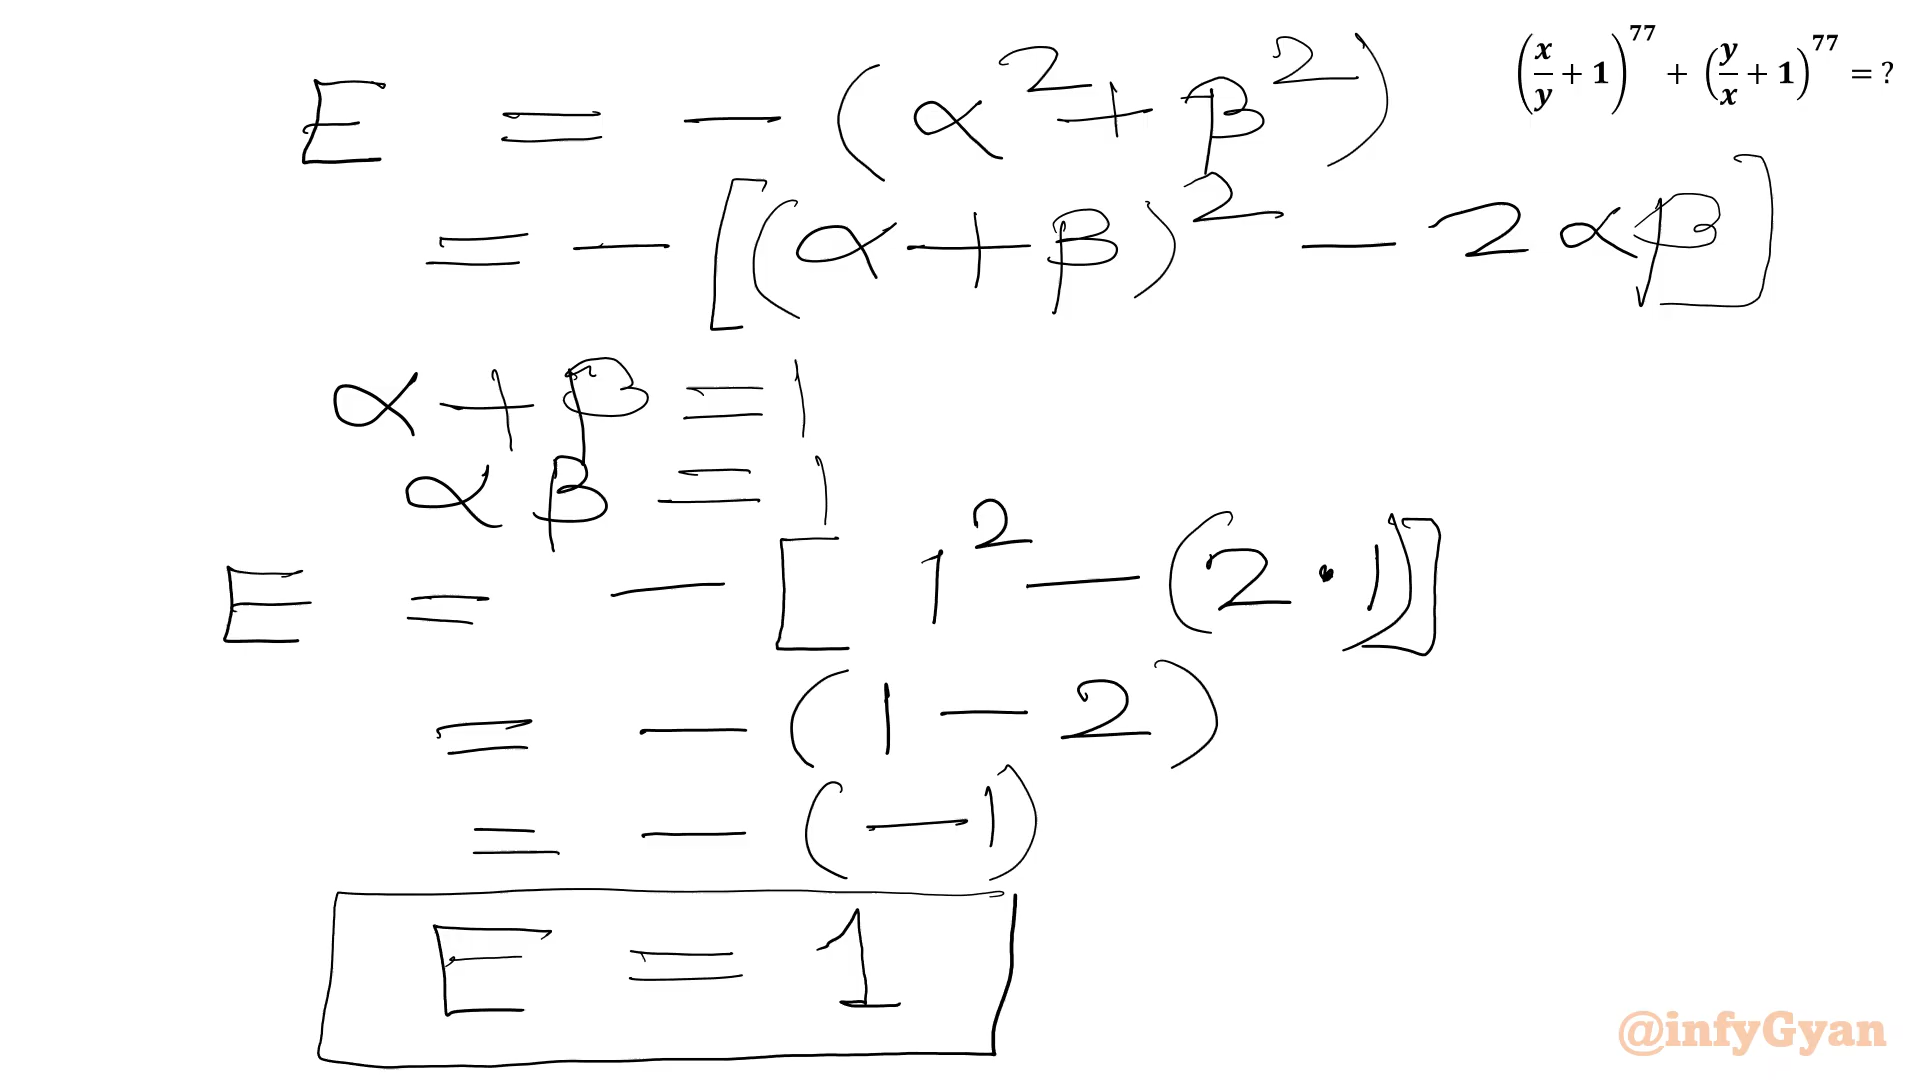 (x/y + 1)^77 + (y/x + 1)^77 = ?
E = − (α² + β²)
= − [(α + β)² − 2αβ]
α + β = 1
αβ = 1
E = − [1² − (2 · 1)]
= − (1 − 2)
= − (−1)
E = 1
@infyGyan